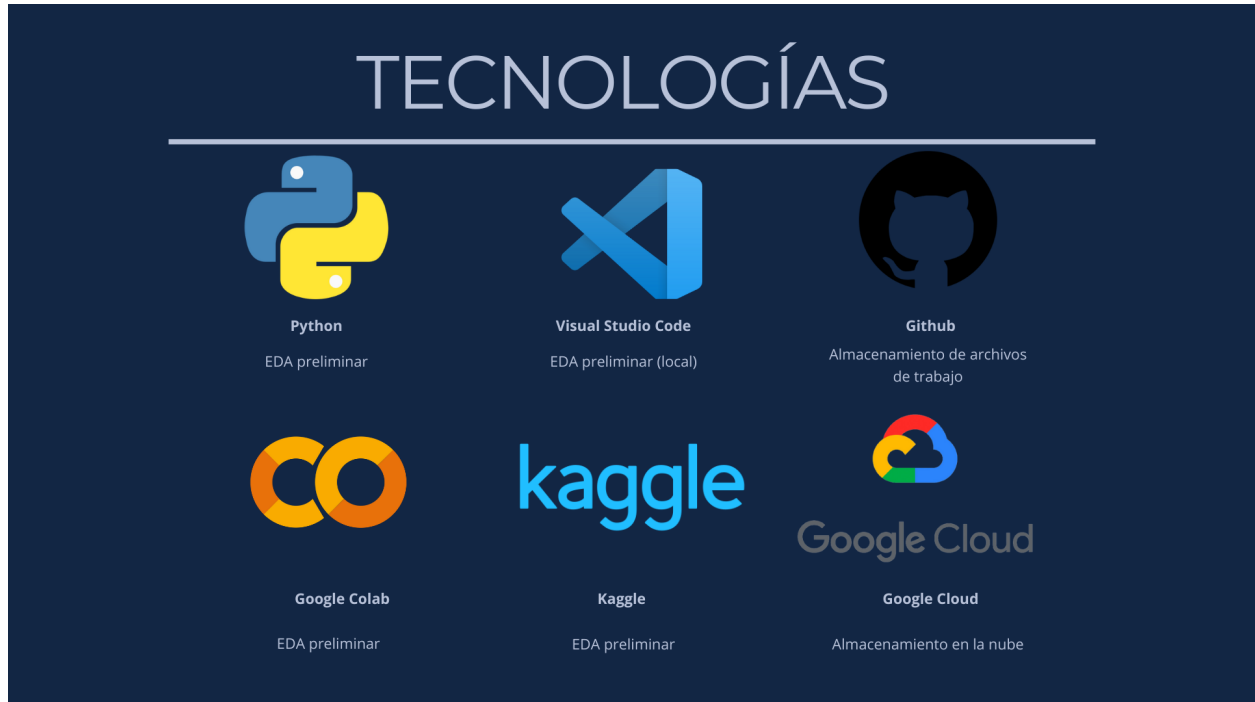 TECNOLOGÍAS
Python
EDA preliminar
Visual Studio Code
EDA preliminar (local)
Github
Almacenamiento de archivos
de trabajo
kaggle
Google Cloud
Google Colab
EDA preliminar
Kaggle
EDA preliminar
Google Cloud
Almacenamiento en la nube